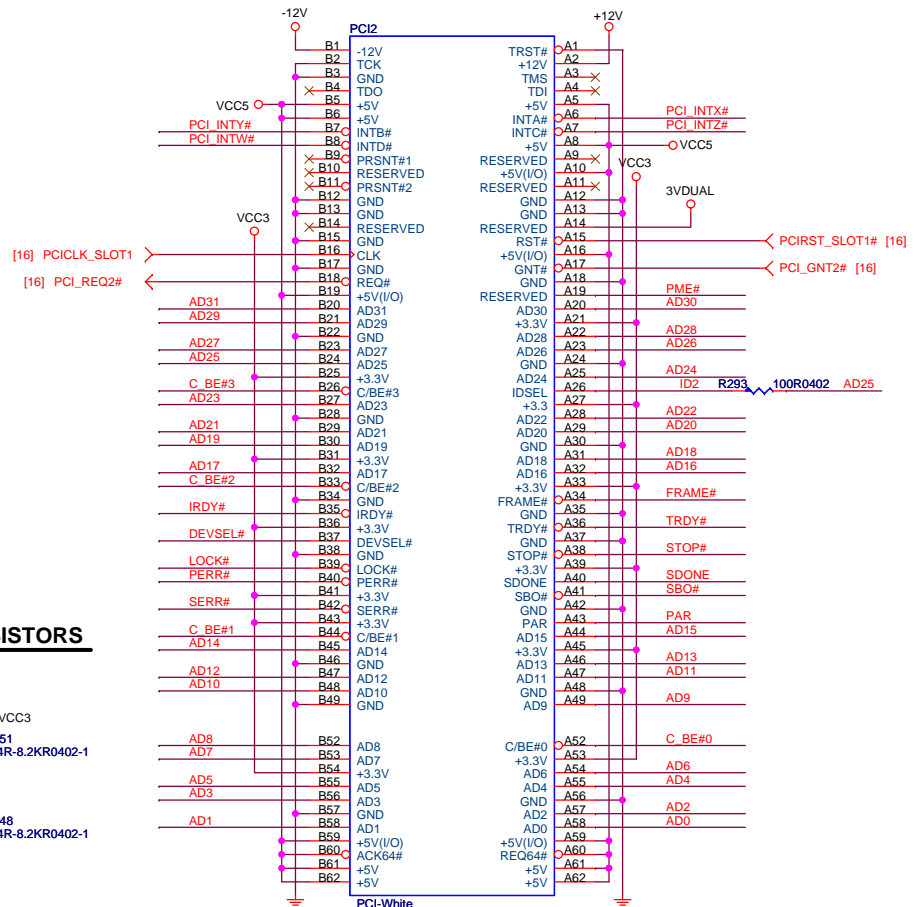 -12V
+12V
PCI2
B1 -12V TRST# A1
B2 TCK +12V A2
B3 GND TMS A3
B4 TDO TDI A4
VCC5 B5 +5V +5V A5
B6 +5V INTA# A6 PCI_INTX#
PCI_INTY# B7 INTB# INTC# A7 PCI_INTZ#
PCI_INTW# B8 INTD# +5V A8 VCC5
B9 PRSNT#1 RESERVED A9
B10 RESERVED +5V(I/O) A10
VCC3
B11 PRSNT#2 RESERVED A11
B12 GND GND A12
3VDUAL
B13 GND GND A13
VCC3
B14 RESERVED RESERVED A14
B15 GND RST# A15 PCIRST_SLOT1# [16]
[16] PCICLK_SLOT1 B16 CLK +5V(I/O) A16
B17 GND GNT# A17 PCI_GNT2# [16]
[16] PCI_REQ2# B18 REQ# GND A18
B19 +5V(I/O) RESERVED A19 PME#
AD31 B20 AD31 AD30 A20 AD30
AD29 B21 AD29 +3.3V A21
B22 GND AD28 A22 AD28
AD27 B23 AD27 AD26 A23 AD26
AD25 B24 AD25 GND A24
B25 +3.3V AD24 A25 AD24
C_BE#3 B26 C/BE#3 IDSEL A26 ID2 R293 100R0402 AD25
AD23 B27 AD23 +3.3 A27
B28 GND AD22 A28 AD22
AD21 B29 AD21 AD20 A29 AD20
AD19 B30 AD19 GND A30
B31 +3.3V AD18 A31 AD18
AD17 B32 AD17 AD16 A32 AD16
C_BE#2 B33 C/BE#2 +3.3V A33
B34 GND FRAME# A34 FRAME#
IRDY# B35 IRDY# GND A35
B36 +3.3V TRDY# A36 TRDY#
DEVSEL# B37 DEVSEL# GND A37
B38 GND STOP# A38 STOP#
LOCK# B39 LOCK# +3.3V A39
PERR# B40 PERR# SDONE A40 SDONE
B41 +3.3V SBO# A41 SBO#
SERR# B42 SERR# GND A42
B43 +3.3V PAR A43 PAR
C_BE#1 B44 C/BE#1 AD15 A44 AD15
ISTORS
AD14 B45 AD14 +3.3V A45
B46 GND AD13 A46 AD13
AD12 B47 AD12 AD11 A47 AD11
AD10 B48 AD10 GND A48
B49 GND AD9 A49 AD9
VCC3
51
4R-8.2KR0402-1
AD8 B52 AD8 C/BE#0 A52 C_BE#0
AD7 B53 AD7 +3.3V A53
B54 +3.3V AD6 A54 AD6
AD5 B55 AD5 AD4 A55 AD4
AD3 B56 AD3 GND A56
B57 GND AD2 A57 AD2
48
4R-8.2KR0402-1
AD1 B58 AD1 AD0 A58 AD0
B59 +5V(I/O) +5V(I/O) A59
B60 ACK64# REQ64# A60
B61 +5V +5V A61
B62 +5V +5V A62
PCI-White